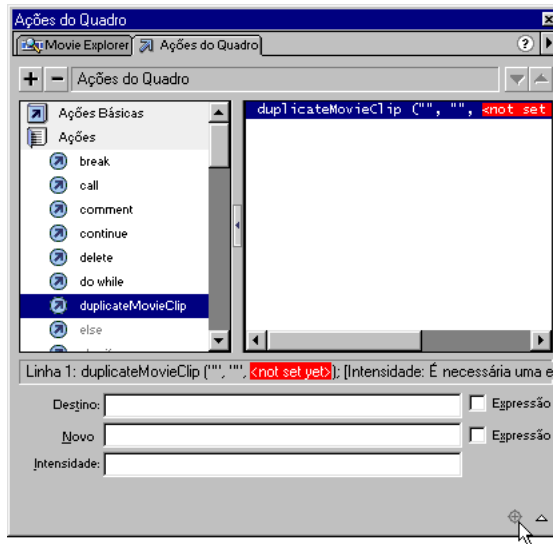 Ações do Quadro
Movie Explorer Ações do Quadro ?
+ - Ações do Quadro
Ações Básicas
Ações
break
call
comment
continue
delete
do while
duplicateMovieClip
else
duplicateMovieClip ("", "", <not set
Linha 1: duplicateMovieClip ("", "", <not set yet>); [Intensidade: É necessária uma e
Destino: Expressão
Novo Expressão
Intensidade: